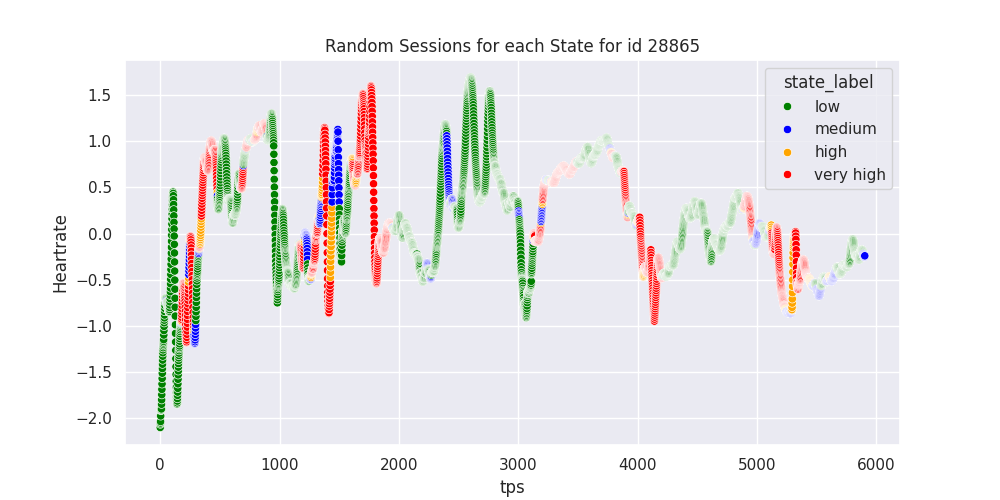 Random Sessions for each State for id 28865
Heartrate
1.5
1.0
0.5
0.0
−0.5
−1.0
−1.5
−2.0
state_label
low
medium
high
very high
0 1000 2000 3000 4000 5000 6000
tps